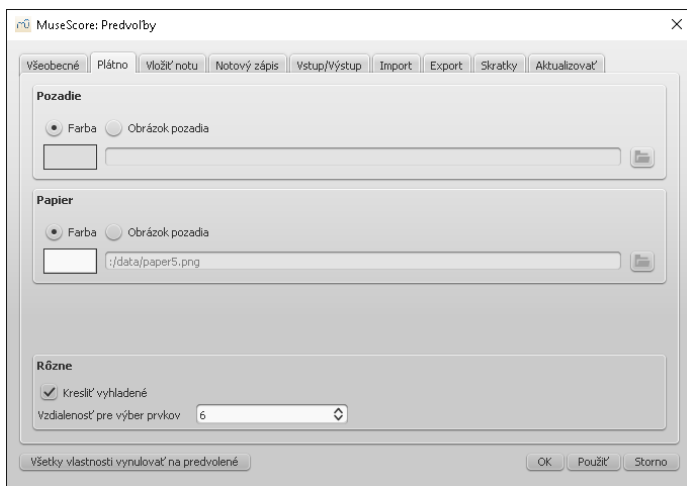 MuseScore: Predvoľby
Všeobecné Plátno Vložiť notu Notový zápis Vstup/Výstup Import Export Skratky Aktualizovať
Pozadie
Farba Obrázok pozadia
Papier
Farba Obrázok pozadia
:/data/paper5.png
Rôzne
Kresliť vyhladené
Vzdialenosť pre výber prvkov 6
Všetky vlastnosti vynulovať na predvolené OK Použiť Storno